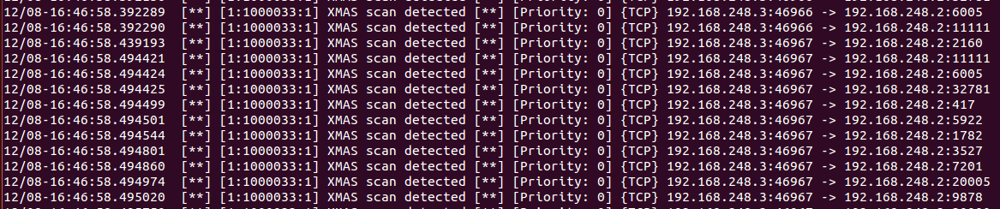 12/08-16:46:58.392289  [**] [1:1000033:1] XMAS scan detected [**] [Priority: 0] {TCP} 192.168.248.3:46966 -> 192.168.248.2:6005
12/08-16:46:58.392290  [**] [1:1000033:1] XMAS scan detected [**] [Priority: 0] {TCP} 192.168.248.3:46966 -> 192.168.248.2:11111
12/08-16:46:58.439193  [**] [1:1000033:1] XMAS scan detected [**] [Priority: 0] {TCP} 192.168.248.3:46967 -> 192.168.248.2:2160
12/08-16:46:58.494421  [**] [1:1000033:1] XMAS scan detected [**] [Priority: 0] {TCP} 192.168.248.3:46967 -> 192.168.248.2:11111
12/08-16:46:58.494424  [**] [1:1000033:1] XMAS scan detected [**] [Priority: 0] {TCP} 192.168.248.3:46967 -> 192.168.248.2:6005
12/08-16:46:58.494425  [**] [1:1000033:1] XMAS scan detected [**] [Priority: 0] {TCP} 192.168.248.3:46967 -> 192.168.248.2:32781
12/08-16:46:58.494499  [**] [1:1000033:1] XMAS scan detected [**] [Priority: 0] {TCP} 192.168.248.3:46967 -> 192.168.248.2:417
12/08-16:46:58.494501  [**] [1:1000033:1] XMAS scan detected [**] [Priority: 0] {TCP} 192.168.248.3:46967 -> 192.168.248.2:5922
12/08-16:46:58.494544  [**] [1:1000033:1] XMAS scan detected [**] [Priority: 0] {TCP} 192.168.248.3:46967 -> 192.168.248.2:1782
12/08-16:46:58.494801  [**] [1:1000033:1] XMAS scan detected [**] [Priority: 0] {TCP} 192.168.248.3:46967 -> 192.168.248.2:3527
12/08-16:46:58.494860  [**] [1:1000033:1] XMAS scan detected [**] [Priority: 0] {TCP} 192.168.248.3:46967 -> 192.168.248.2:7201
12/08-16:46:58.494974  [**] [1:1000033:1] XMAS scan detected [**] [Priority: 0] {TCP} 192.168.248.3:46967 -> 192.168.248.2:20005
12/08-16:46:58.495020  [**] [1:1000033:1] XMAS scan detected [**] [Priority: 0] {TCP} 192.168.248.3:46967 -> 192.168.248.2:9878